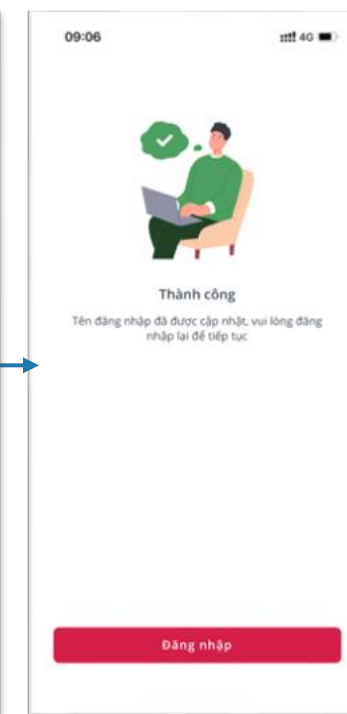 09:06
4G
Thành công
Tên đăng nhập đã được cập nhật, vui lòng đăng
nhập lại để tiếp tục
Đăng nhập